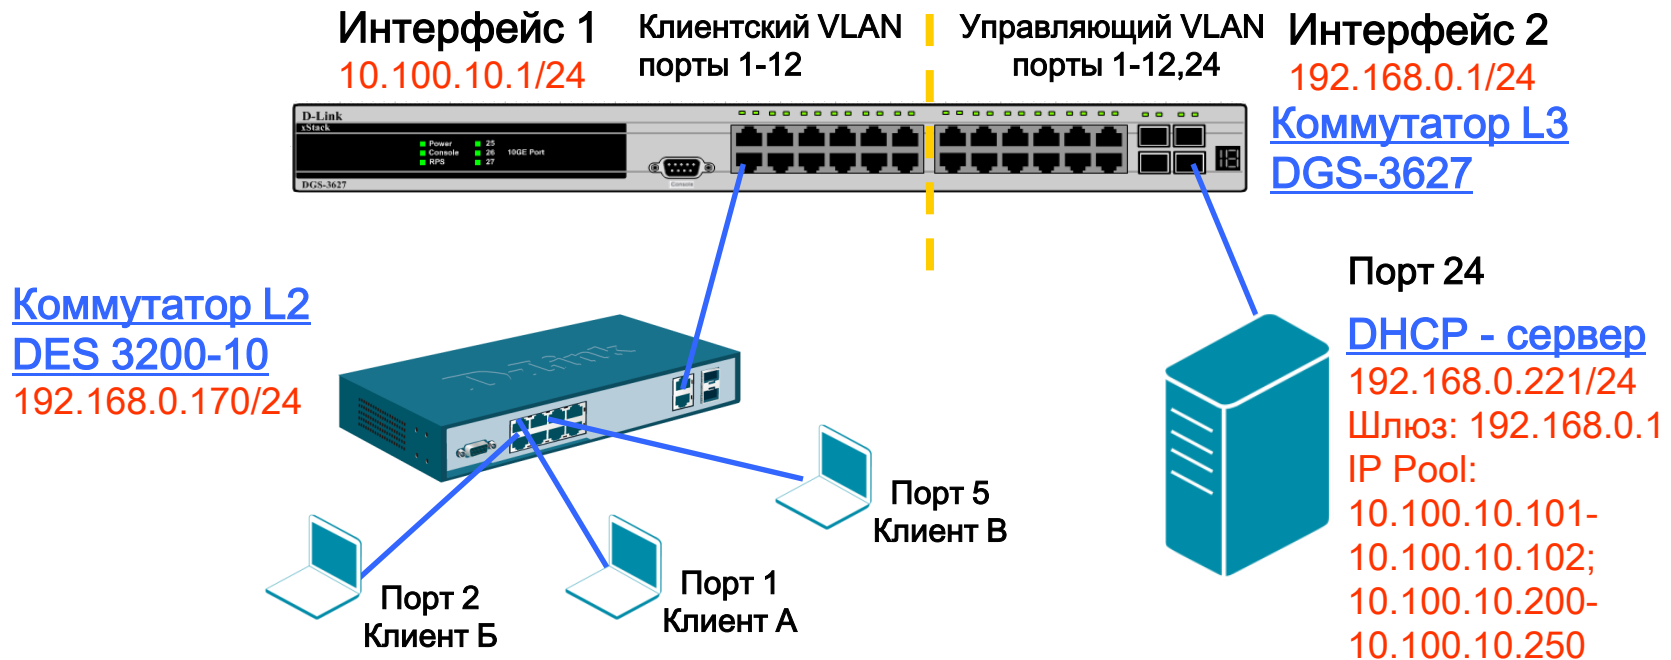 Интерфейс 1
10.100.10.1/24
Клиентский VLAN
порты 1-12
Управляющий VLAN
порты 1-12,24
Интерфейс 2
192.168.0.1/24
D-Link
xStack
Power
Console
RPS
25
26
27
10GE Port
DGS-3627
Console
18
Коммутатор L3
DGS-3627
Коммутатор L2
DES 3200-10
192.168.0.170/24
D-Link
Порт 24
DHCP - сервер
192.168.0.221/24
Шлюз: 192.168.0.1
IP Pool:
10.100.10.101-
10.100.10.102;
10.100.10.200-
10.100.10.250
Порт 5
Клиент В
Порт 1
Клиент А
Порт 2
Клиент Б